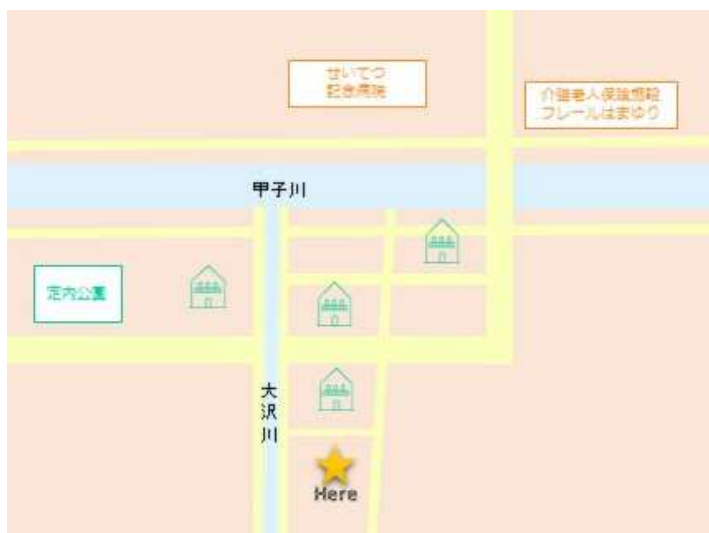 せいてつ
記念病院
介護老人保険施設
フレールはまゆり
甲子川
定内公園
大沢川
Here